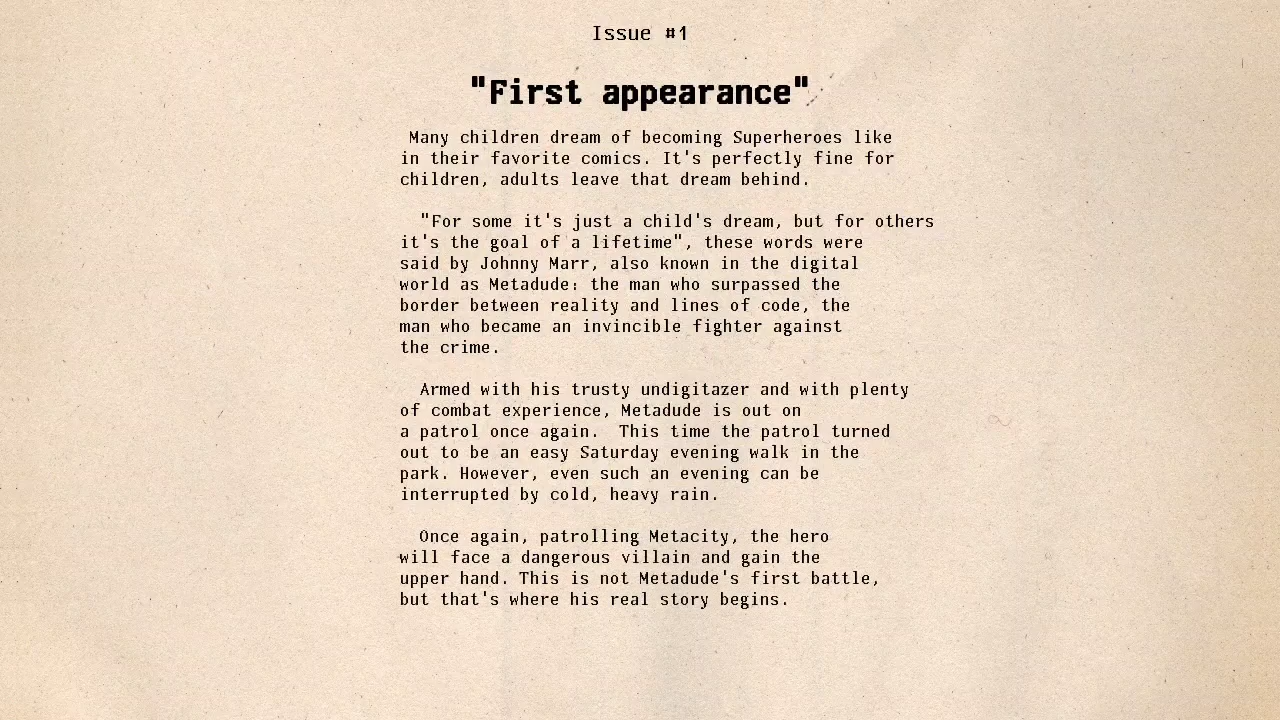 Issue #1
"First appearance"
Many children dream of becoming Superheroes like
in their favorite comics. It's perfectly fine for
children, adults leave that dream behind.
"For some it's just a child's dream, but for others
it's the goal of a lifetime", these words were
said by Johnny Marr, also known in the digital
world as Metadude: the man who surpassed the
border between reality and lines of code, the
man who became an invincible fighter against
the crime.
Armed with his trusty undigitazer and with plenty
of combat experience, Metadude is out on
a patrol once again.  This time the patrol turned
out to be an easy Saturday evening walk in the
park. However, even such an evening can be
interrupted by cold, heavy rain.
Once again, patrolling Metacity, the hero
will face a dangerous villain and gain the
upper hand. This is not Metadude's first battle,
but that's where his real story begins.